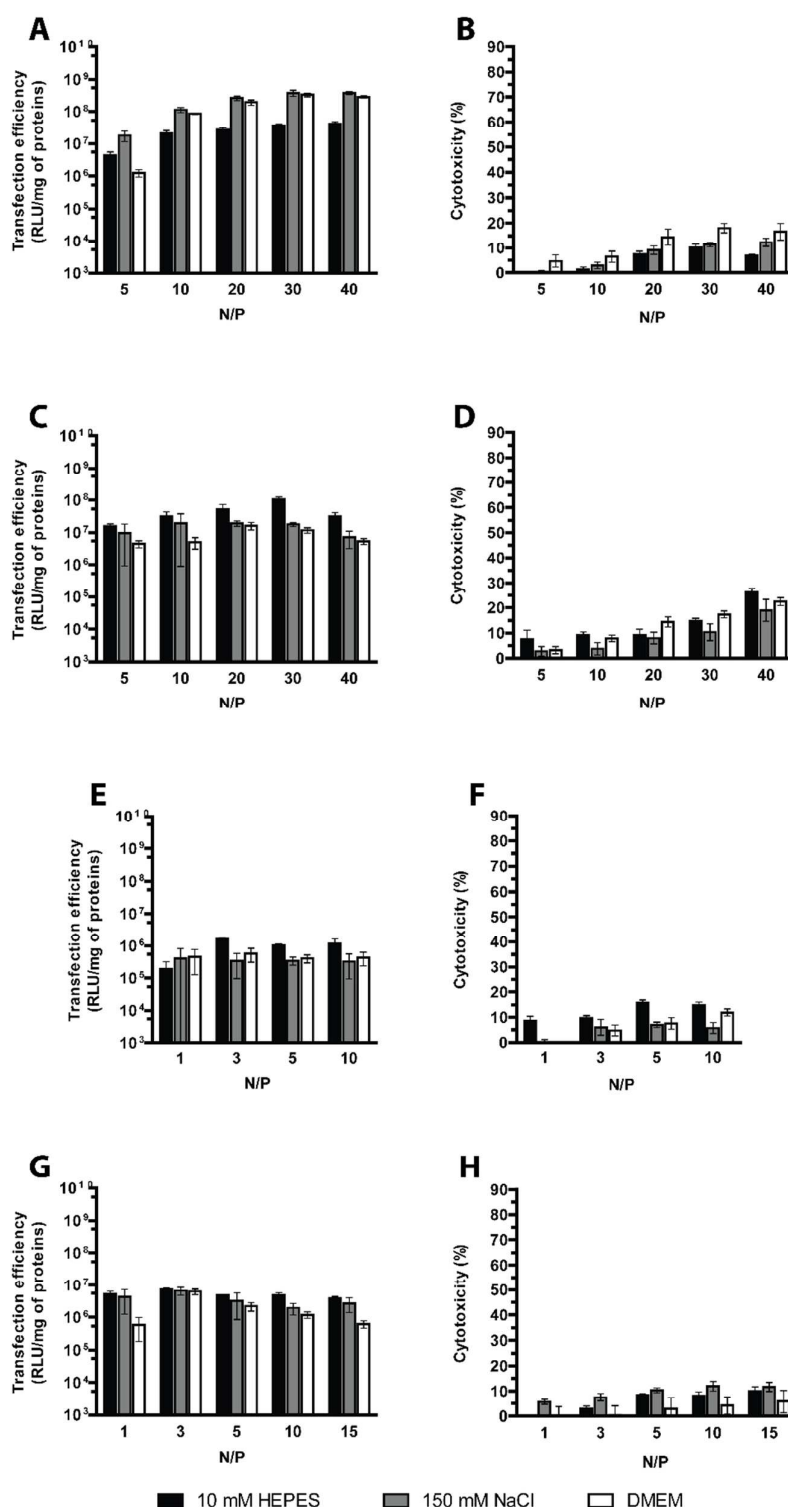 A
Transfection efficiency
(RLU/mg of proteins)
10¹⁰
10⁹
10⁸
10⁷
10⁶
10⁵
10⁴
10³
5 10 20 30 40
N/P
B
Cytotoxicity (%)
90
80
70
60
50
40
30
20
10
0
5 10 20 30 40
N/P
C
Transfection efficiency
(RLU/mg of proteins)
10¹⁰
10⁹
10⁸
10⁷
10⁶
10⁵
10⁴
10³
5 10 20 30 40
N/P
D
Cytotoxicity (%)
90
80
70
60
50
40
30
20
10
0
5 10 20 30 40
N/P
E
Transfection efficiency
(RLU/mg of proteins)
10¹⁰
10⁹
10⁸
10⁷
10⁶
10⁵
10⁴
10³
1 3 5 10
N/P
F
Cytotoxicity (%)
90
80
70
60
50
40
30
20
10
0
1 3 5 10
N/P
G
Transfection efficiency
(RLU/mg of proteins)
10¹⁰
10⁹
10⁸
10⁷
10⁶
10⁵
10⁴
10³
1 3 5 10 15
N/P
H
Cytotoxicity (%)
90
80
70
60
50
40
30
20
10
0
1 3 5 10 15
N/P
10 mM HEPES 150 mM NaCl DMEM